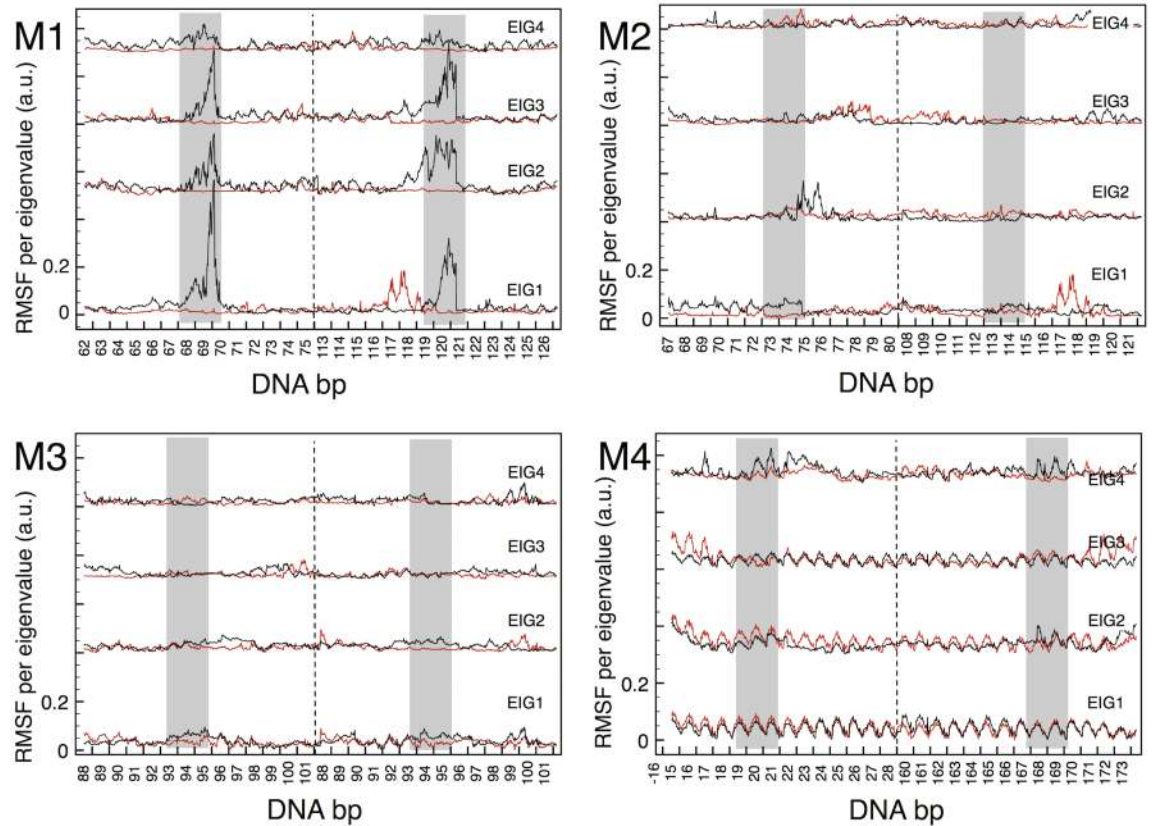 M1
RMSF per eigenvalue (a.u.)
EIG4
EIG3
EIG2
EIG1
0.2
0
62 62 64 65 66 67 68 69 70 71 72 74 75 113 114 115 116 117 118 119 120 121 122 123 124 125 126
DNA bp
M2
RMSF per eigenvalue (a.u.)
EIG4
EIG3
EIG2
EIG1
0.2
0
67 68 69 70 71 72 73 74 75 76 77 78 79 80 108 109 110 111 112 113 114 115 116 117 118 119 120 121
DNA bp
M3
RMSF per eigenvalue (a.u.)
EIG4
EIG3
EIG2
EIG1
0.2
0
88 89 90 91 92 93 94 95 96 97 98 99 100 101 88 89 90 91 92 93 94 95 96 97 98 99 100 101
DNA bp
M4
RMSF per eigenvalue (a.u.)
EIG4
EIG3
EIG2
EIG1
0.2
0
-16 15 16 17 18 19 20 21 22 23 24 25 26 27 28 160 161 162 163 164 165 166 167 168 169 170 171 172 173
DNA bp